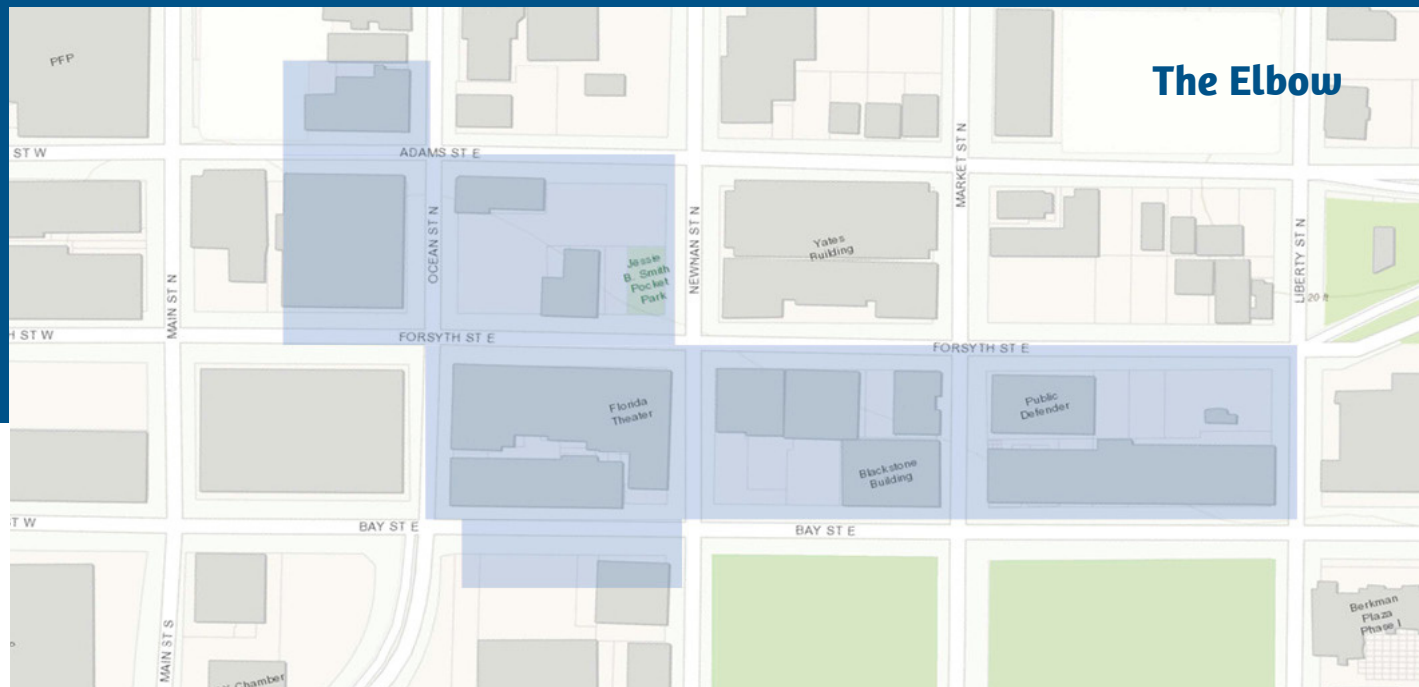 The Elbow
PFP
ST W
ADAMS ST E
MARKET ST N
OCEAN ST N
NEWNAN ST N
LIBERTY ST N
Yates
Building
Jessie
B. Smith
Pocket
Park
MAIN ST N
20 ft
H ST W
FORSYTH ST E
FORSYTH ST E
Florida
Theater
Public
Defender
Blackstone
Building
ST W
BAY ST E
BAY ST E
Berkman
Plaza
Phase I
MAIN ST S
Chamber